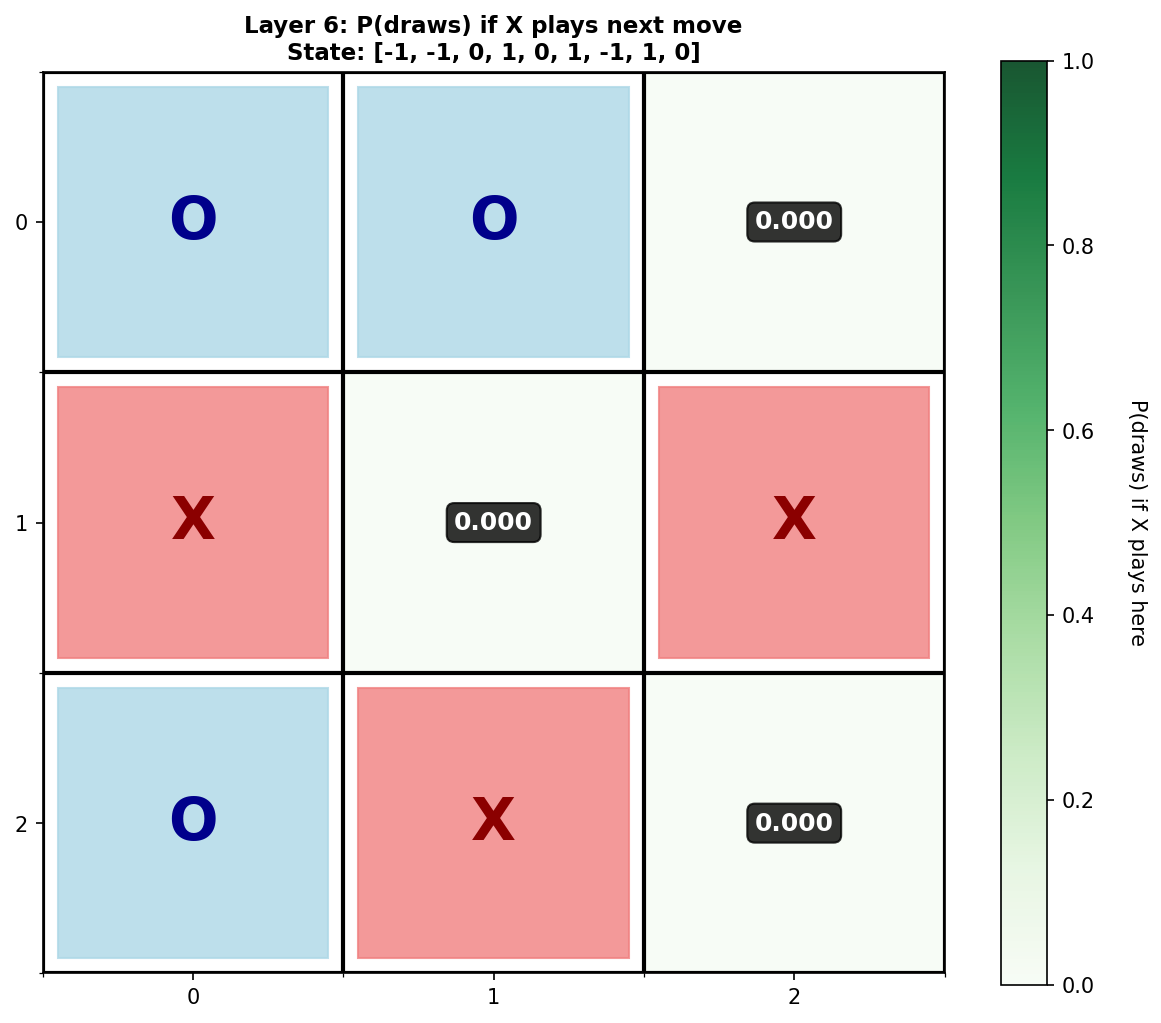 Layer 6: P(draws) if X plays next move
State: [-1, -1, 0, 1, 0, 1, -1, 1, 0]
0
O
O
0.000
1
X
0.000
X
2
O
X
0.000
0
1
2
1.0
0.8
0.6
0.4
0.2
0.0
P(draws) if X plays here